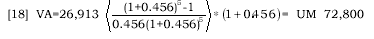 [18] VA=26,913 ⟨ (1+0.456)^5-1 / 0.456(1+0.456)^5 ⟩ * (1+0.456)= UM 72,800